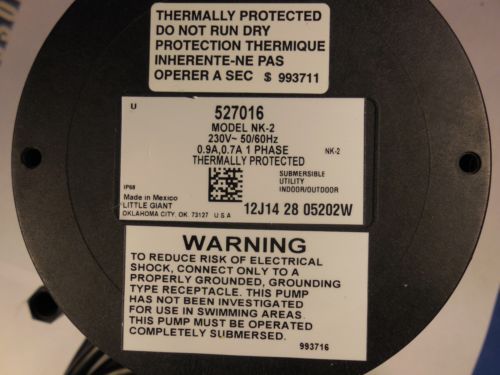 THERMALLY PROTECTED
DO NOT RUN DRY
PROTECTION THERMIQUE
INHERENTE-NE PAS
OPERER A SEC $ 993711
U
527016
MODEL NK-2
230V~ 50/60Hz
0.9A,0.7A 1 PHASE NK-2
THERMALLY PROTECTED
SUBMERSIBLE
UTILITY
INDOOR/OUTDOOR
IP68
Made in Mexico
LITTLE GIANT
OKLAHOMA CITY, OK. 73127 U S A
12J14 28 05202W
WARNING
TO REDUCE RISK OF ELECTRICAL
SHOCK, CONNECT ONLY TO A
PROPERLY GROUNDED, GROUNDING
TYPE RECEPTACLE. THIS PUMP
HAS NOT BEEN INVESTIGATED
FOR USE IN SWIMMING AREAS.
THIS PUMP MUST BE OPERATED
COMPLETELY SUBMERSED.
993716